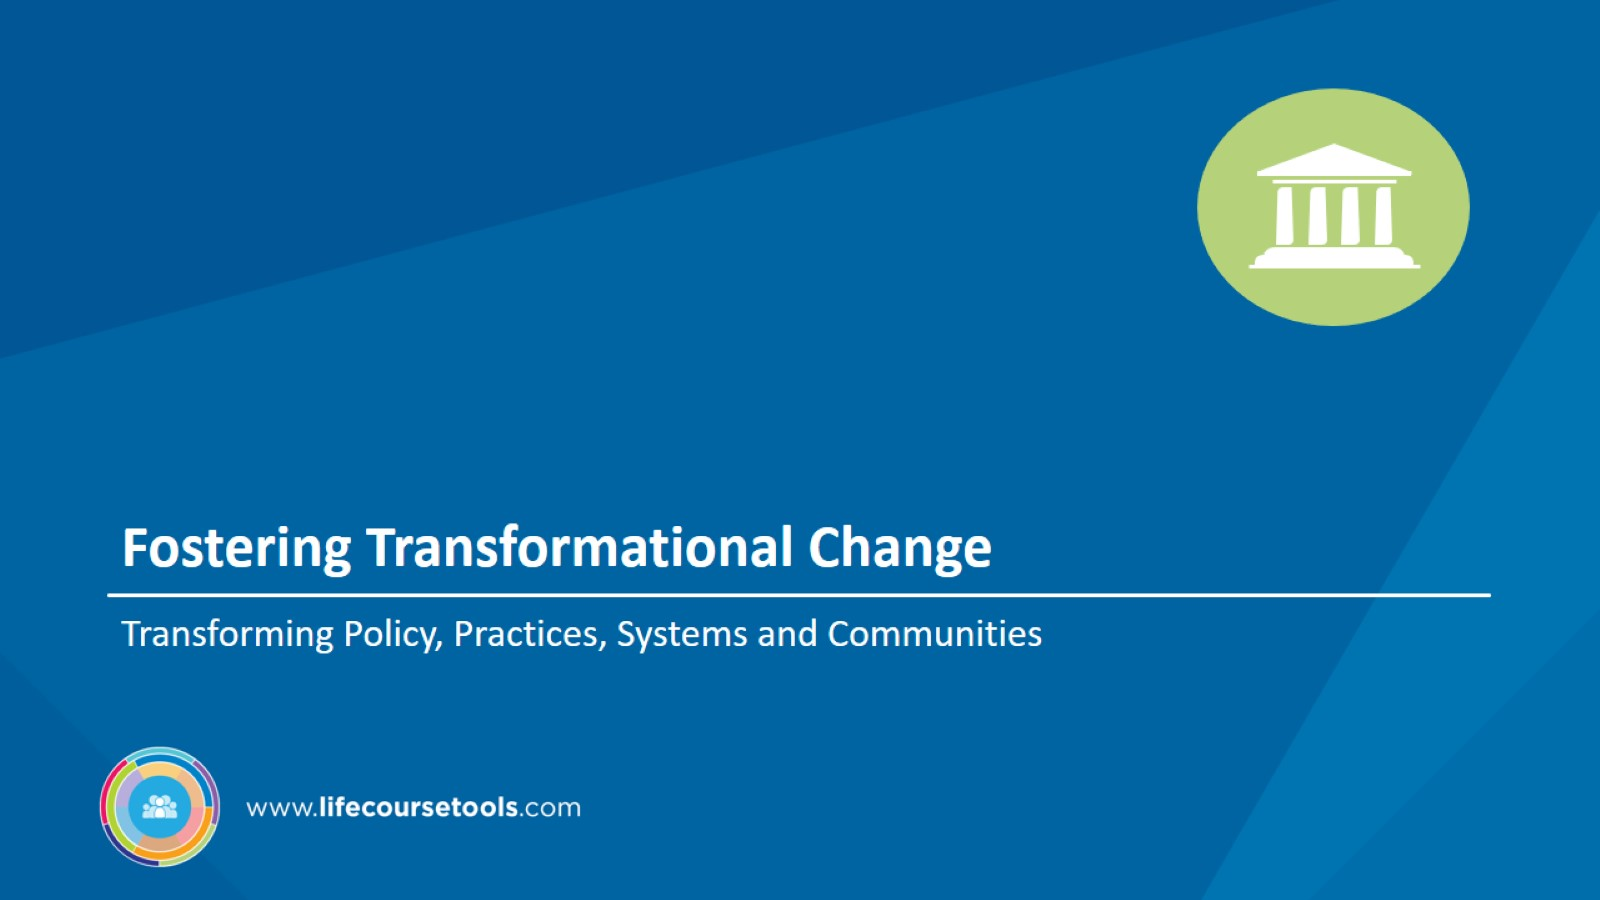 Fostering Transformational Change
Transforming Policy, Practices, Systems and Communities
www.lifecoursetools.com